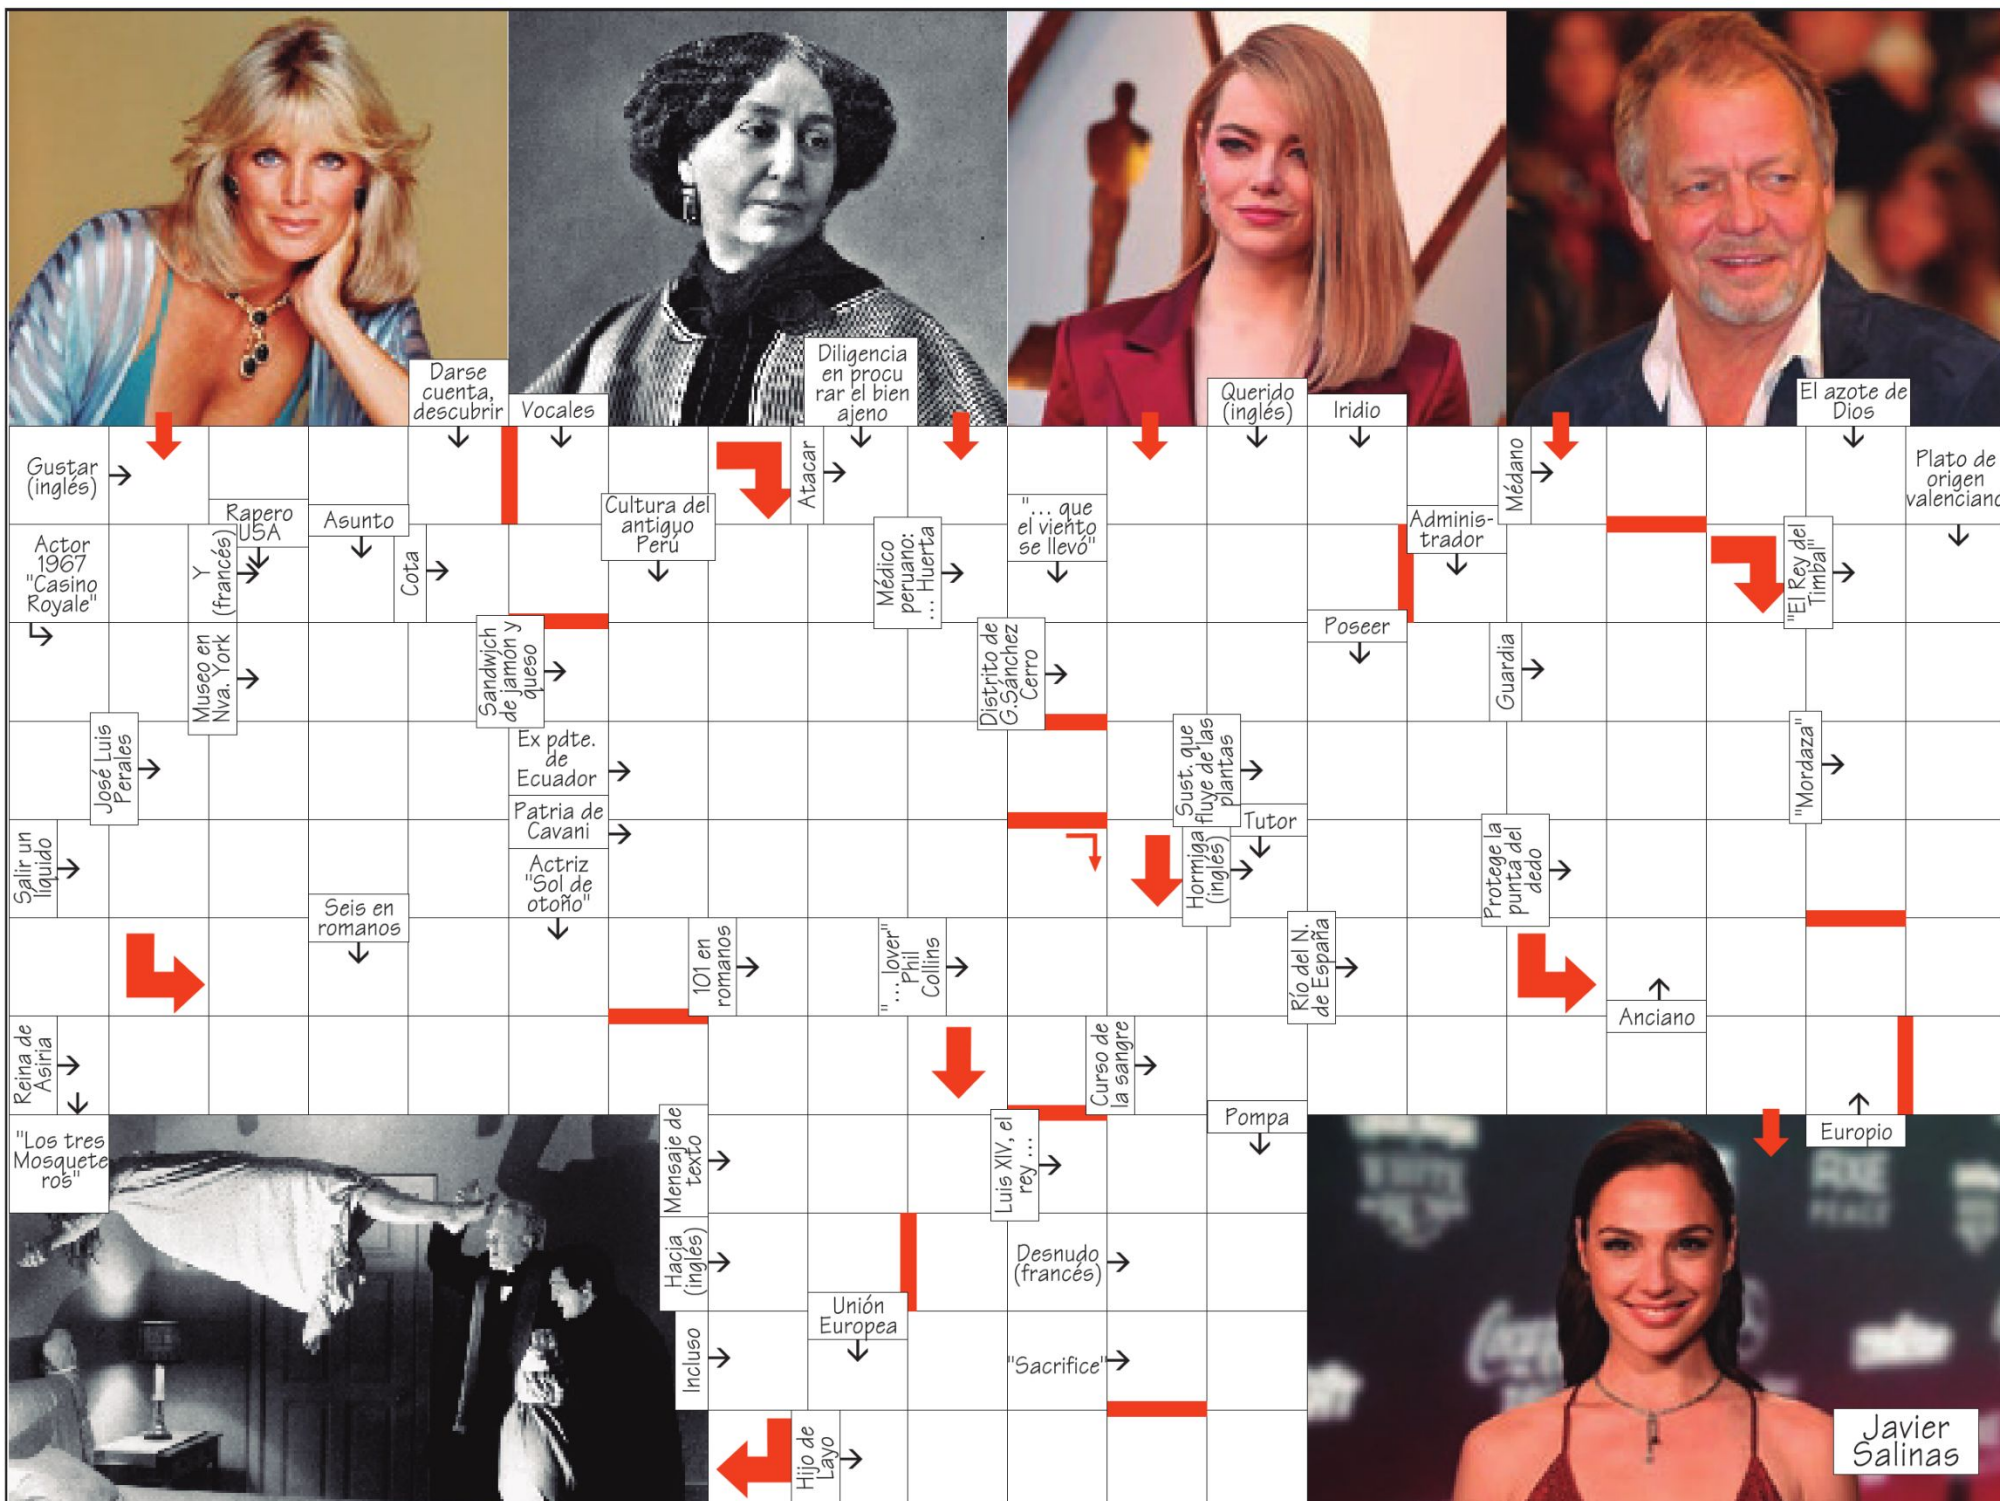 Darse
cuenta,
descubrir
Vocales
Diligencia
en procu
rar el bien
ajeno
Querido
(inglés)
Iridio
El azote de
Dios
Gustar
(inglés)
Rapero
USA
Asunto
Cultura del
antiguo
Perú
Atacar
"... que
el viento
se llevó"
Adminis-
trador
Médano
Plato de
origen
valenciano
Actor
1967
"Casino
Royale"
Y
(francés)
Cota
Médico
peruano:
... Huerta
"El Rey del
Timbal"
Museo en
Nva. York
Sandwich
de jamón y
queso
Distrito de
G.Sánchez
Cerro
Poseer
Guardia
José Luis
Perales
Ex pdte.
de
Ecuador
Sust. que
fluye de las
plantas
"Mordaza"
Salir un
líquido
Patria de
Cavani
Actriz
"Sol de
otoño"
Hormiga
(inglés)
Tutor
Protege la
punta del
dedo
Seis en
romanos
101 en
romanos
"... lover"
Phil
Collins
Río del N.
de España
Anciano
Reina de
Asiria
Curso de
la sangre
"Los tres
Mosquete
ros"
Mensaje de
texto
Luis XIV, el
rey ...
Pompa
Europio
WHITE
AXE
PEACE
Hacia
(inglés)
Desnudo
(francés)
Unión
Europea
Incluso
"Sacrifice"
Hijo de
Layo
Javier
Salinas